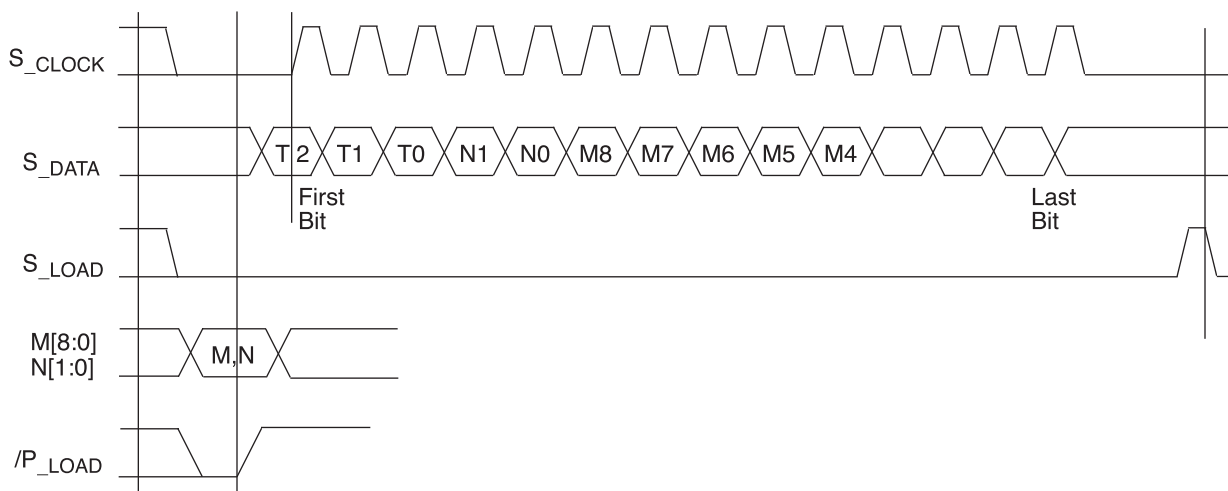 S_CLOCK
S_DATA
T2 T1 T0 N1 N0 M8 M7 M6 M5 M4
First
Bit
Last
Bit
S_LOAD
M[8:0]
N[1:0]
M,N
/P_LOAD